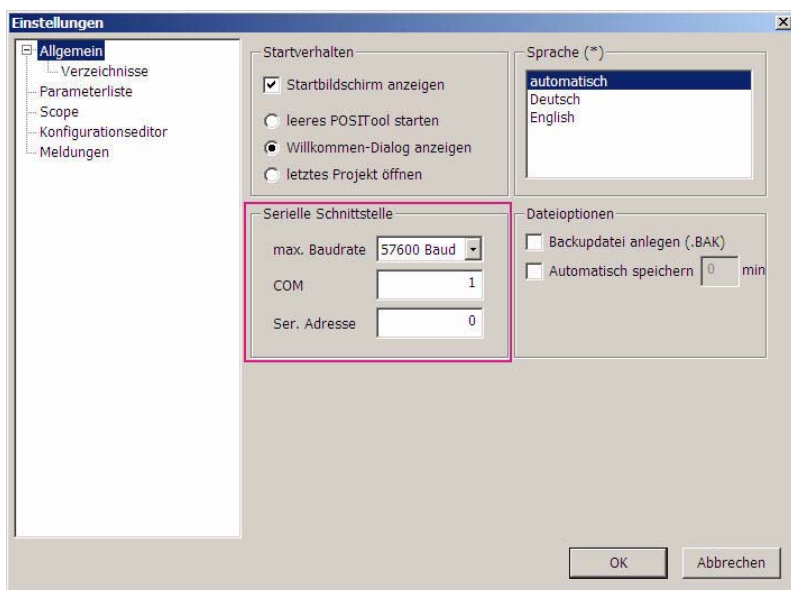 Einstellungen
Allgemein
Verzeichnisse
Parameterliste
Scope
Konfigurationseditor
Meldungen
Startverhalten
Startbildschirm anzeigen
leeres POSITool starten
Willkommen-Dialog anzeigen
letztes Projekt öffnen
Sprache (*)
automatisch
Deutsch
English
Serielle Schnittstelle
max. Baudrate 57600 Baud
COM 1
Ser. Adresse 0
Dateioptionen
Backupdatei anlegen (.BAK)
Automatisch speichern 0 min
OK
Abbrechen